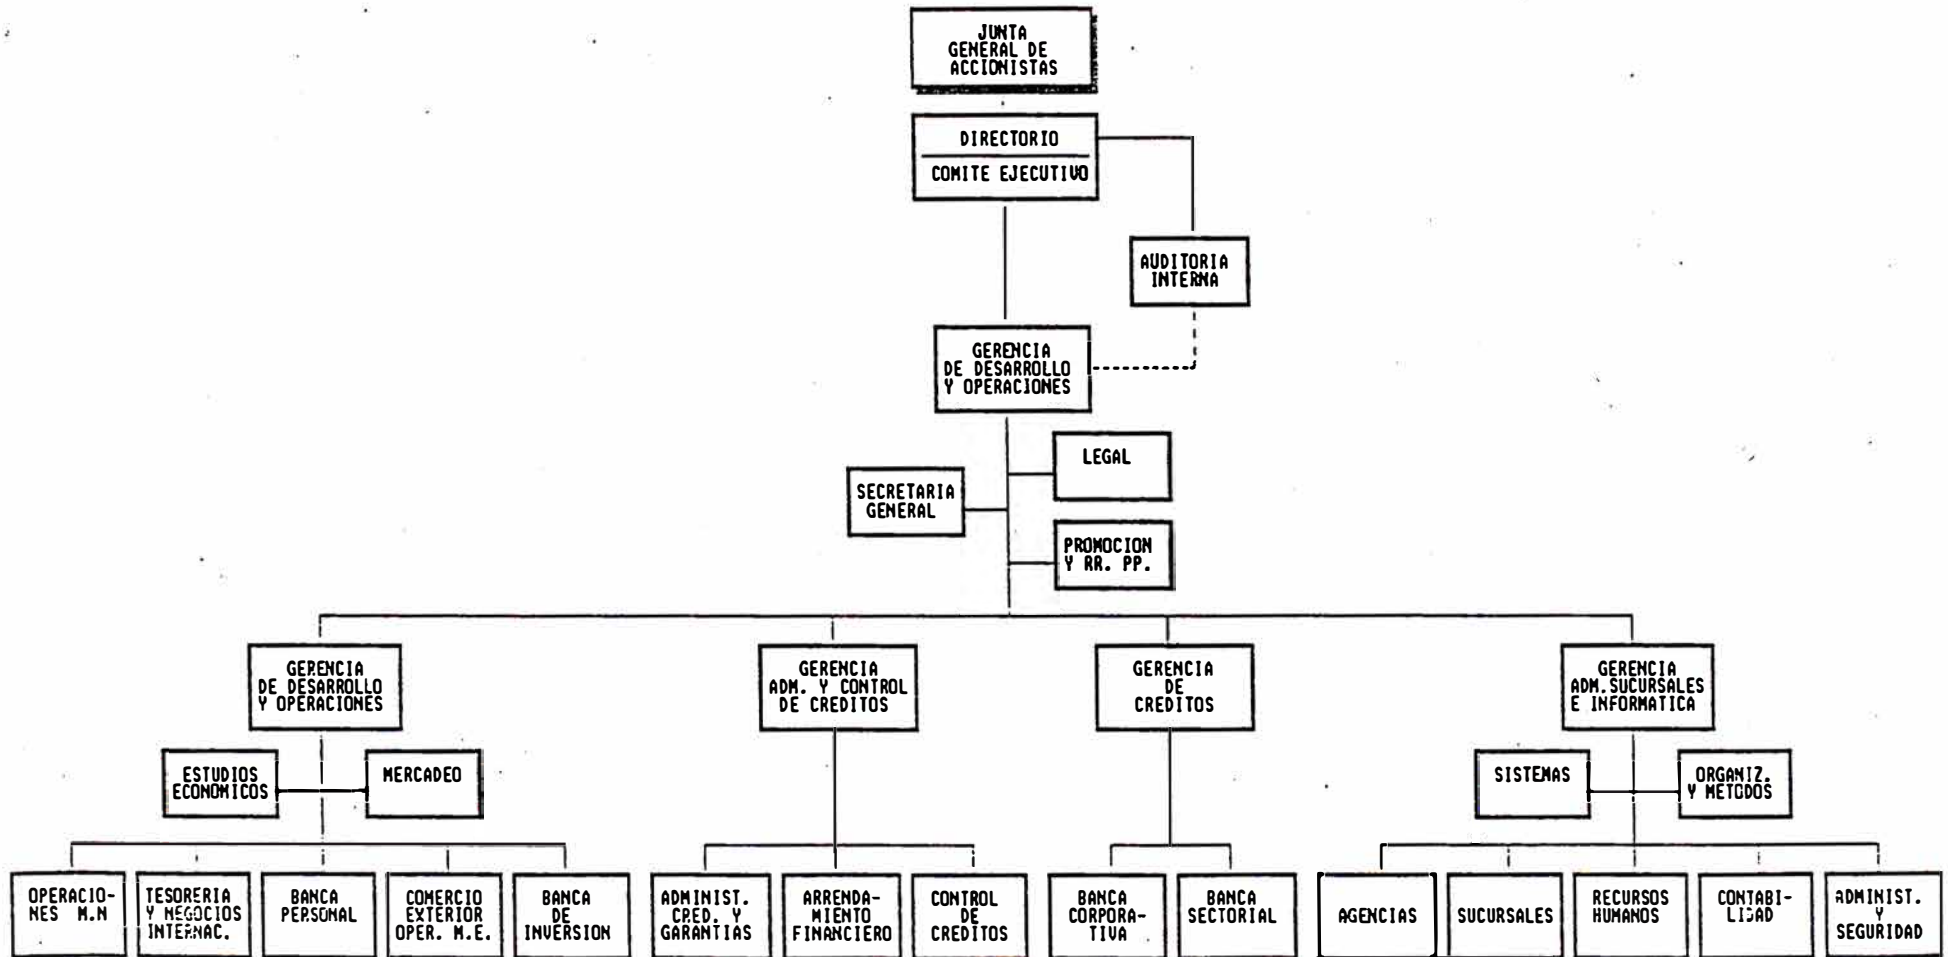 JUNTA
GENERAL DE
ACCIONISTAS
DIRECTORIO
COMITE EJECUTIVO
AUDITORIA
INTERNA
GERENCIA
DE DESARROLLO
Y OPERACIONES
LEGAL
SECRETARIA
GENERAL
PROMOCION
Y RR. PP.
GERENCIA
DE DESARROLLO
Y OPERACIONES
GERENCIA
ADM. Y CONTROL
DE CREDITOS
GERENCIA
DE
CREDITOS
GERENCIA
ADM.SUCURSALES
E INFORMATICA
ESTUDIOS
ECONOMICOS
MERCADEO
SISTEMAS
ORGANIZ.
Y METODOS
OPERACIO-
NES M.N
TESORERIA
Y NEGOCIOS
INTERNAC.
BANCA
PERSONAL
COMERCIO
EXTERIOR
OPER. M.E.
BANCA
DE
INVERSION
ADMINIST.
CRED. Y
GARANTIAS
ARRENDA-
MIENTO
FINANCIERO
CONTROL
DE
CREDITOS
BANCA
CORPORA-
TIVA
BANCA
SECTORIAL
AGENCIAS
SUCURSALES
RECURSOS
HUMANOS
CONTABI-
LIDAD
ADMINIST.
Y
SEGURIDAD